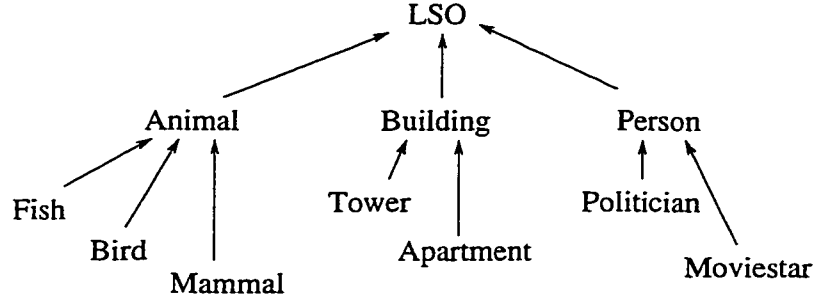 LSO
Animal
Building
Person
Fish
Bird
Mammal
Tower
Apartment
Politician
Moviestar